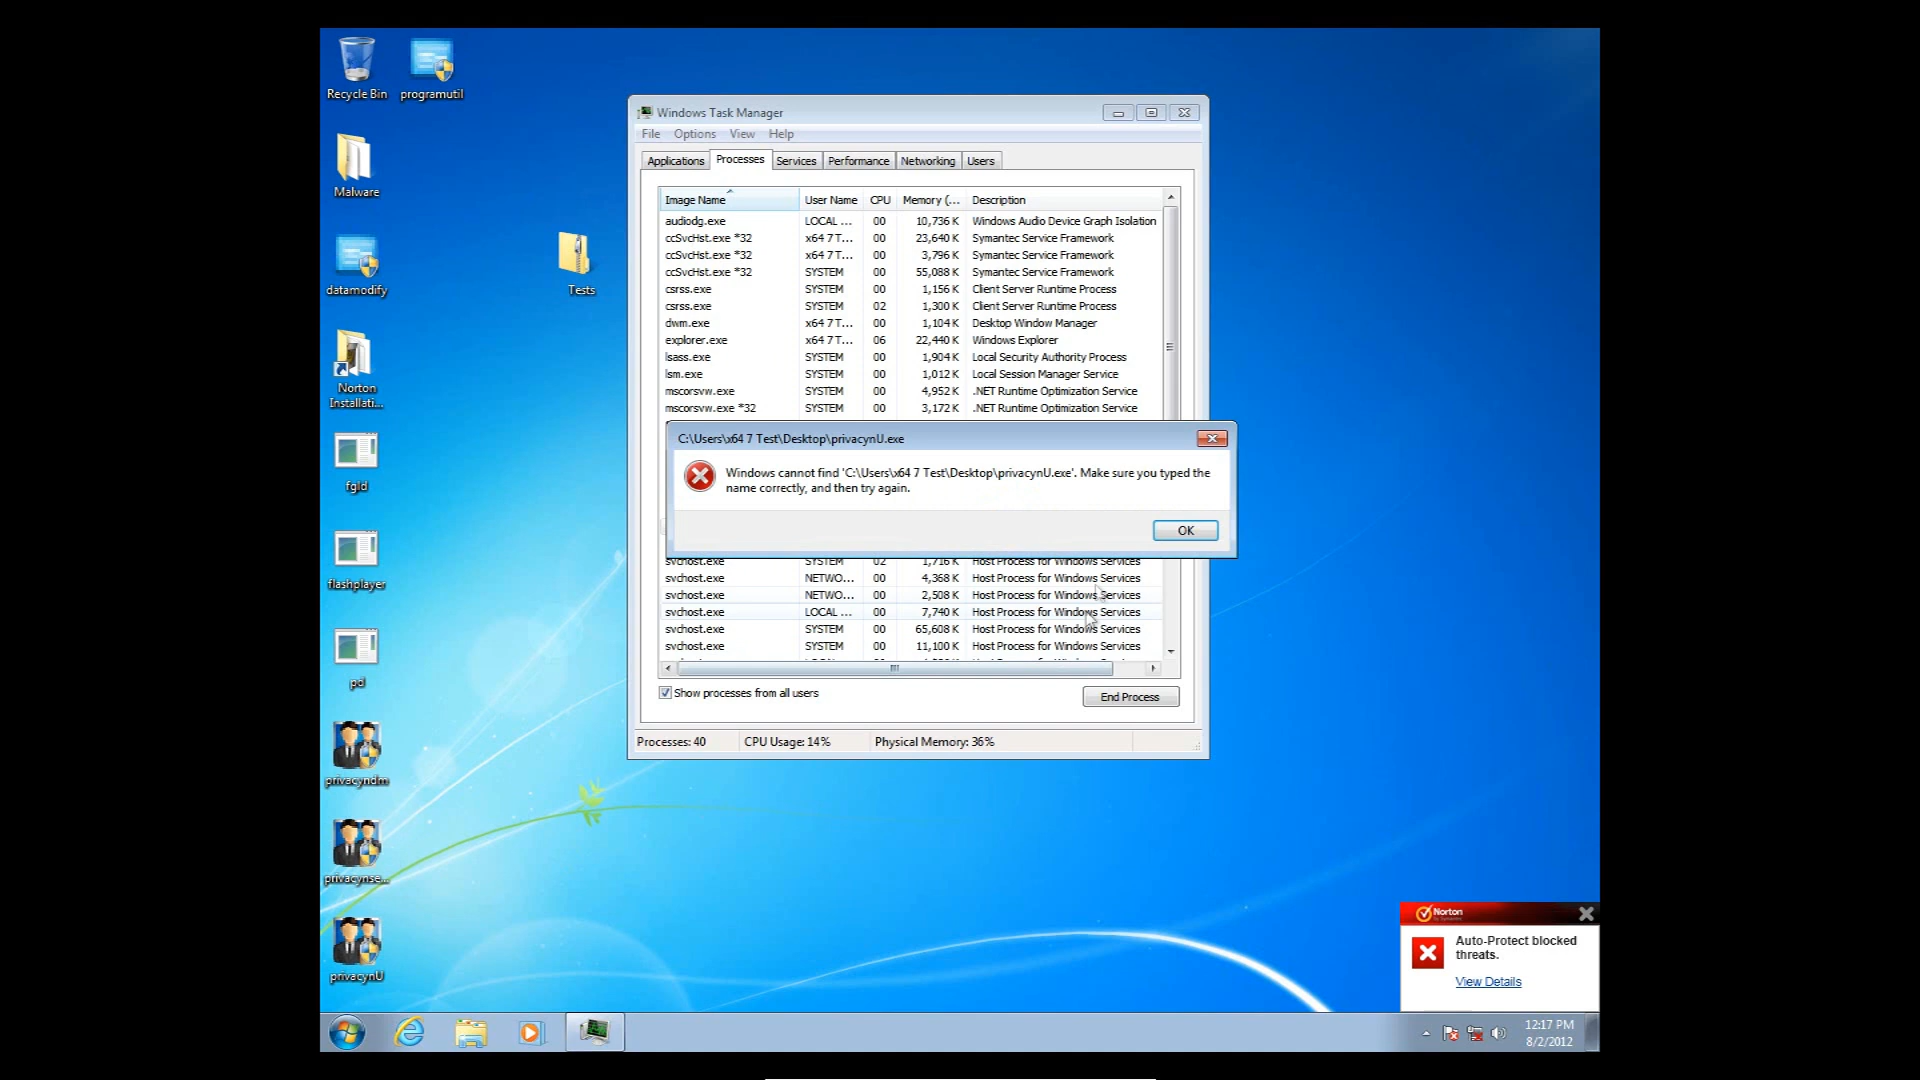 Recycle Bin
programutil
Malware
datamodify
Tests
Norton
Installati...
fgld
flashplayer
pd
privacyndm
privacynse...
privacynU
Windows Task Manager
File Options View Help
Applications Processes Services Performance Networking Users
Image Name User Name CPU Memory (... Description
audiodg.exe LOCAL ... 00 10,736 K Windows Audio Device Graph Isolation
ccSvcHst.exe *32 x64 7 T... 00 23,640 K Symantec Service Framework
ccSvcHst.exe *32 x64 7 T... 00 3,796 K Symantec Service Framework
ccSvcHst.exe *32 SYSTEM 00 55,088 K Symantec Service Framework
csrss.exe SYSTEM 00 1,156 K Client Server Runtime Process
csrss.exe SYSTEM 02 1,300 K Client Server Runtime Process
dwm.exe x64 7 T... 00 1,104 K Desktop Window Manager
explorer.exe x64 7 T... 06 22,440 K Windows Explorer
lsass.exe SYSTEM 00 1,904 K Local Security Authority Process
lsm.exe SYSTEM 00 1,012 K Local Session Manager Service
mscorsvw.exe SYSTEM 00 4,952 K .NET Runtime Optimization Service
mscorsvw.exe *32 SYSTEM 00 3,172 K .NET Runtime Optimization Service
C:\Users\x64 7 Test\Desktop\privacynU.exe
Windows cannot find 'C:\Users\x64 7 Test\Desktop\privacynU.exe'. Make sure you typed the
name correctly, and then try again.
OK
svchost.exe SYSTEM 02 1,716 K Host Process for Windows Services
svchost.exe NETWO... 00 4,368 K Host Process for Windows Services
svchost.exe NETWO... 00 2,508 K Host Process for Windows Services
svchost.exe LOCAL ... 00 7,740 K Host Process for Windows Services
svchost.exe SYSTEM 00 65,608 K Host Process for Windows Services
svchost.exe SYSTEM 00 11,100 K Host Process for Windows Services
Show processes from all users
End Process
Processes: 40 CPU Usage: 14% Physical Memory: 36%
Norton
Auto-Protect blocked
threats.
View Details
12:17 PM
8/2/2012